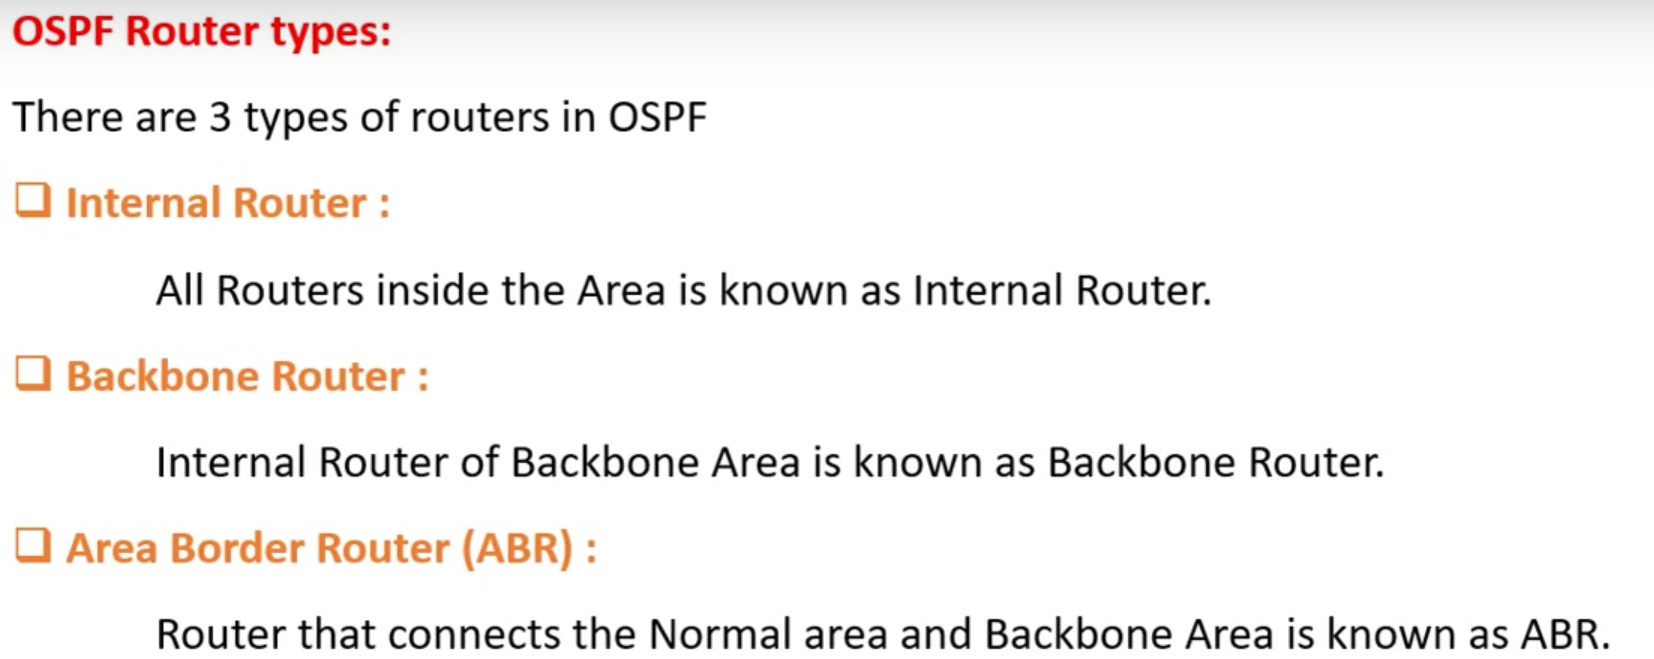 OSPF Router types:
There are 3 types of routers in OSPF
❑ Internal Router :
All Routers inside the Area is known as Internal Router.
❑ Backbone Router :
Internal Router of Backbone Area is known as Backbone Router.
❑ Area Border Router (ABR) :
Router that connects the Normal area and Backbone Area is known as ABR.